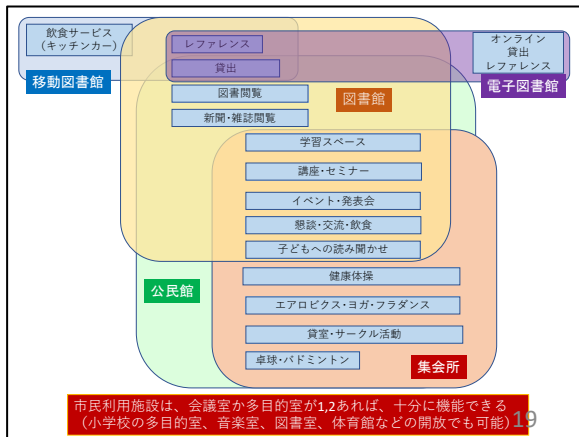 飲食サービス
（キッチンカー）
移動図書館
レファレンス
貸出
オンライン
貸出
レファレンス
電子図書館
図書閲覧
図書館
新聞・雑誌閲覧
学習スペース
講座・セミナー
イベント・発表会
懇談・交流・飲食
子どもへの読み聞かせ
健康体操
公民館
エアロビクス・ヨガ・フラダンス
貸室・サークル活動
卓球・バドミントン
集会所
市民利用施設は、会議室か多目的室が1,2あれば、十分に機能できる
（小学校の多目的室、音楽室、図書室、体育館などの開放でも可能）
19